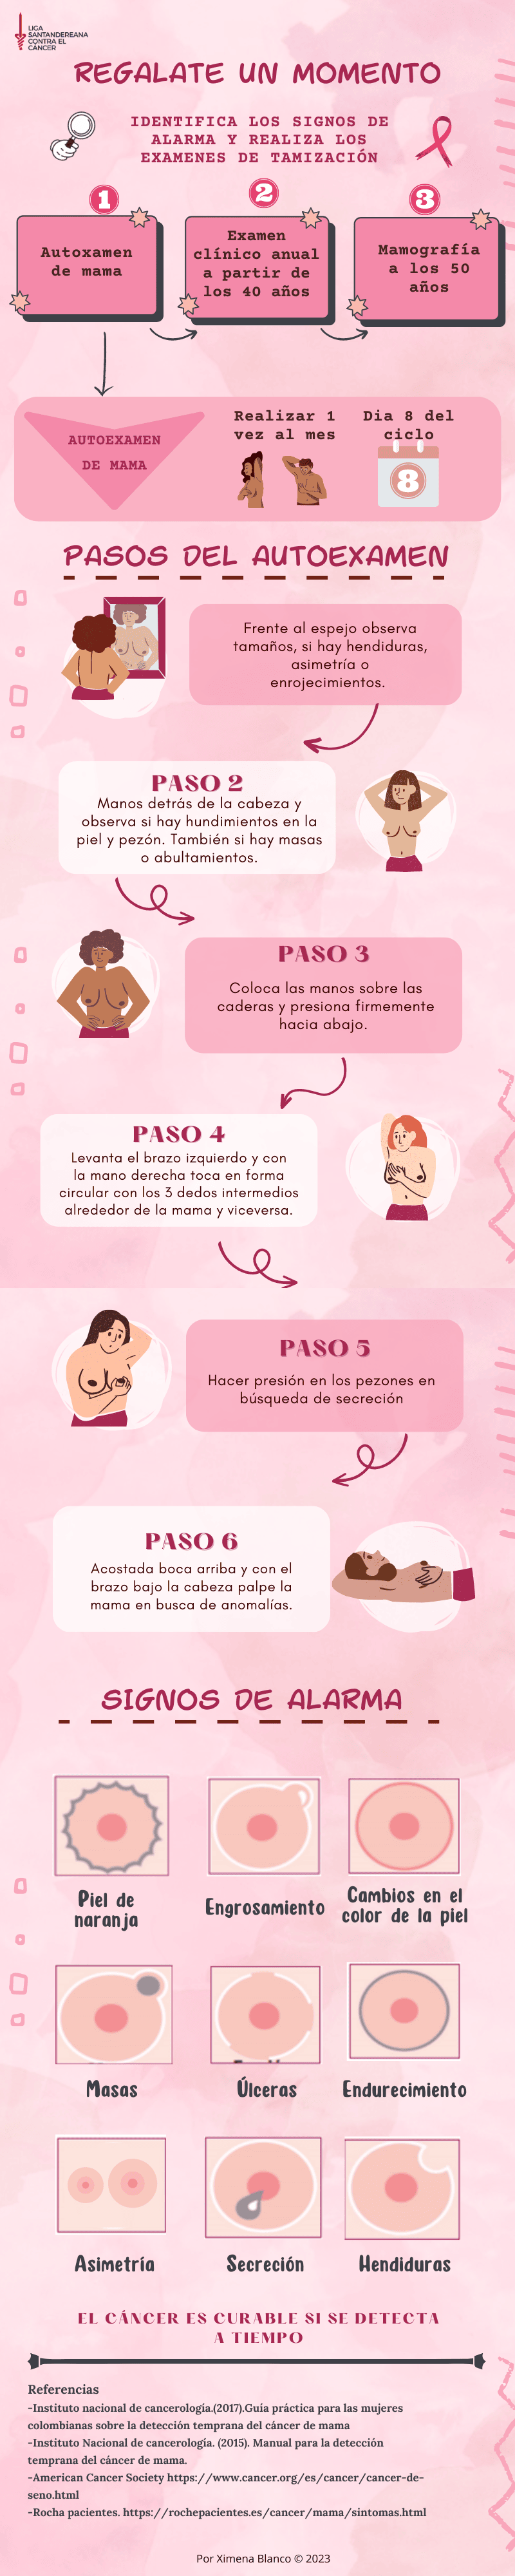 LIGA
SANTANDEREANA
CONTRA EL
CÁNCER
REGALATE UN MOMENTO
IDENTIFICA LOS SIGNOS DE
ALARMA Y REALIZA LOS
EXAMENES DE TAMIZACIÓN
1
Autoxamen
de mama
2
Examen
clínico anual
a partir de
los 40 años
3
Mamografía
a los 50
años
AUTOEXAMEN
DE MAMA
Realizar 1
vez al mes
Dia 8 del
ciclo
8
PASOS DEL AUTOEXAMEN
Frente al espejo observa
tamaños, si hay hendiduras,
asimetría o
enrojecimientos.
PASO 2
Manos detrás de la cabeza y
observa si hay hundimientos en la
piel y pezón. También si hay masas
o abultamientos.
PASO 3
Coloca las manos sobre las
caderas y presiona firmemente
hacia abajo.
PASO 4
Levanta el brazo izquierdo y con
la mano derecha toca en forma
circular con los 3 dedos intermedios
alrededor de la mama y viceversa.
PASO 5
Hacer presión en los pezones en
búsqueda de secreción
PASO 6
Acostada boca arriba y con el
brazo bajo la cabeza palpe la
mama en busca de anomalías.
SIGNOS DE ALARMA
Piel de
naranja
Engrosamiento
Cambios en el
color de la piel
Masas
Úlceras
Endurecimiento
Asimetría
Secreción
Hendiduras
EL CÁNCER ES CURABLE SI SE DETECTA
A TIEMPO
Referencias
-Instituto nacional de cancerología.(2017).Guía práctica para las mujeres
colombianas sobre la detección temprana del cáncer de mama
-Instituto Nacional de cancerología. (2015). Manual para la detección
temprana del cáncer de mama.
-American Cancer Society https://www.cancer.org/es/cancer/cancer-de-
seno.html
-Rocha pacientes. https://rochepacientes.es/cancer/mama/sintomas.html
Por Ximena Blanco © 2023